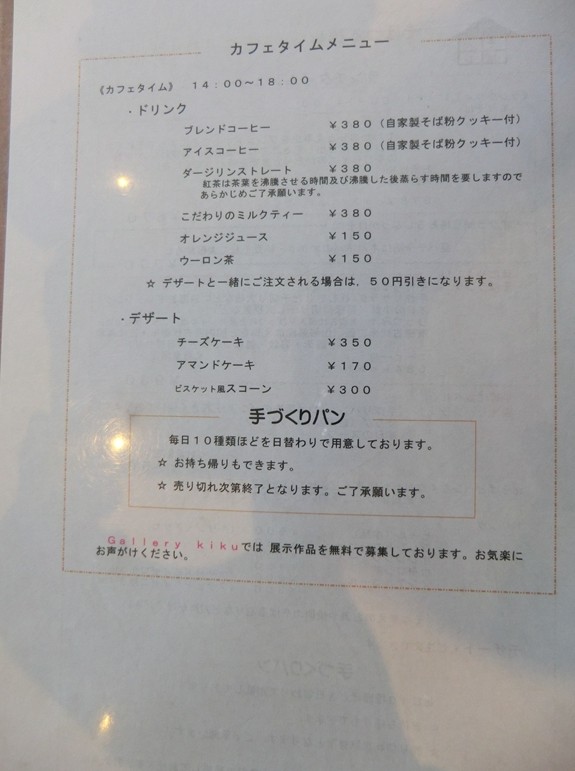 カフェタイムメニュー
《カフェタイム》 14:00～18:00
・ドリンク
ブレンドコーヒー ￥380（自家製そば粉クッキー付）
アイスコーヒー ￥380（自家製そば粉クッキー付）
ダージリンストレート ￥380
紅茶は茶葉を沸騰させる時間及び沸騰した後蒸らす時間を要しますので
あらかじめご了承願います。
こだわりのミルクティー ￥380
オレンジジュース ￥150
ウーロン茶 ￥150
☆ デザートと一緒にご注文される場合は、50円引きになります。
・デザート
チーズケーキ ￥350
アマンドケーキ ￥170
ビスケット風スコーン ￥300
手づくりパン
毎日10種類ほどを日替わりで用意しております。
☆ お持ち帰りもできます。
☆ 売り切れ次第終了となります。ご了承願います。
Gallery kikuでは 展示作品を無料で募集しております。お気楽に
お声がけください。